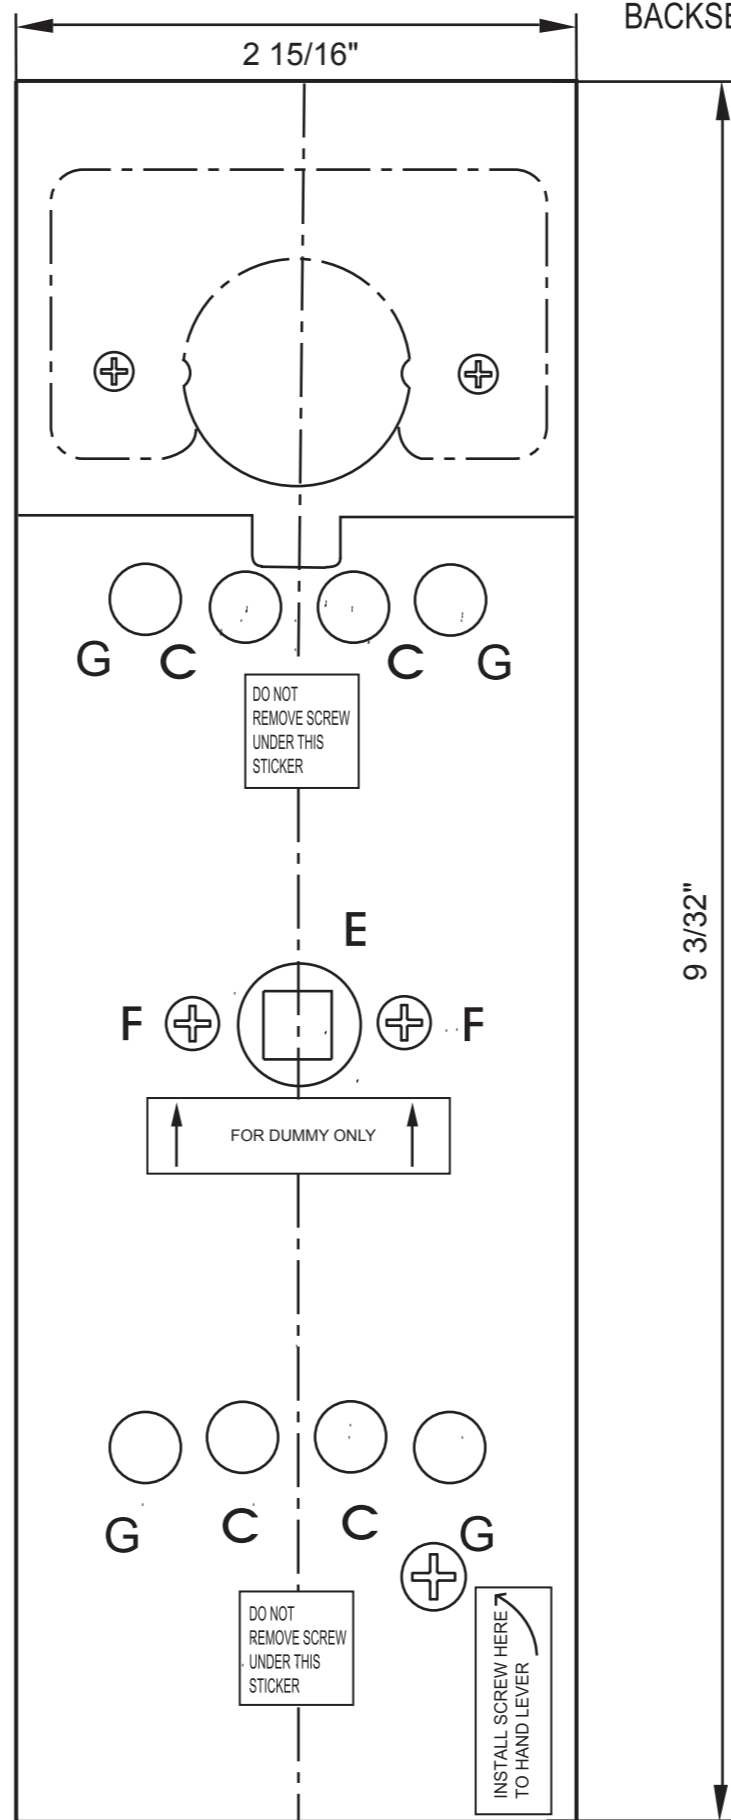 2 15/16"
G C C G
DO NOT
REMOVE SCREW
UNDER THIS
STICKER
E
F F
9 3/32"
FOR DUMMY ONLY
G C C G
DO NOT
REMOVE SCREW
UNDER THIS
STICKER
INSTALL SCREW HERE
TO HAND LEVER